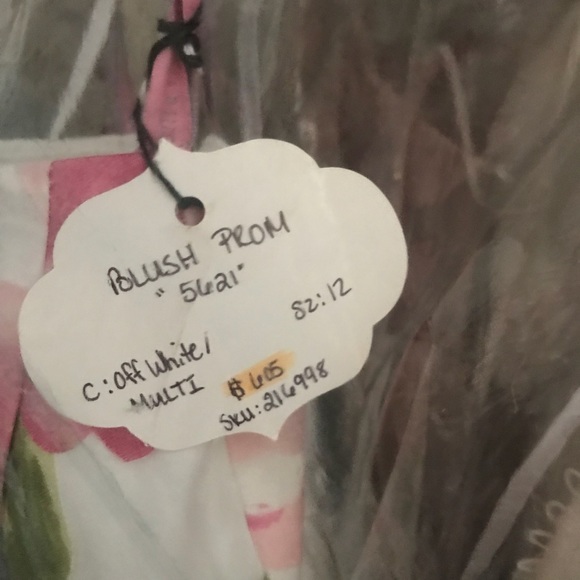 BLUSH PROM
"5621"
SZ: 12
C: Off White/
MULTI
$605
SKU: 216998